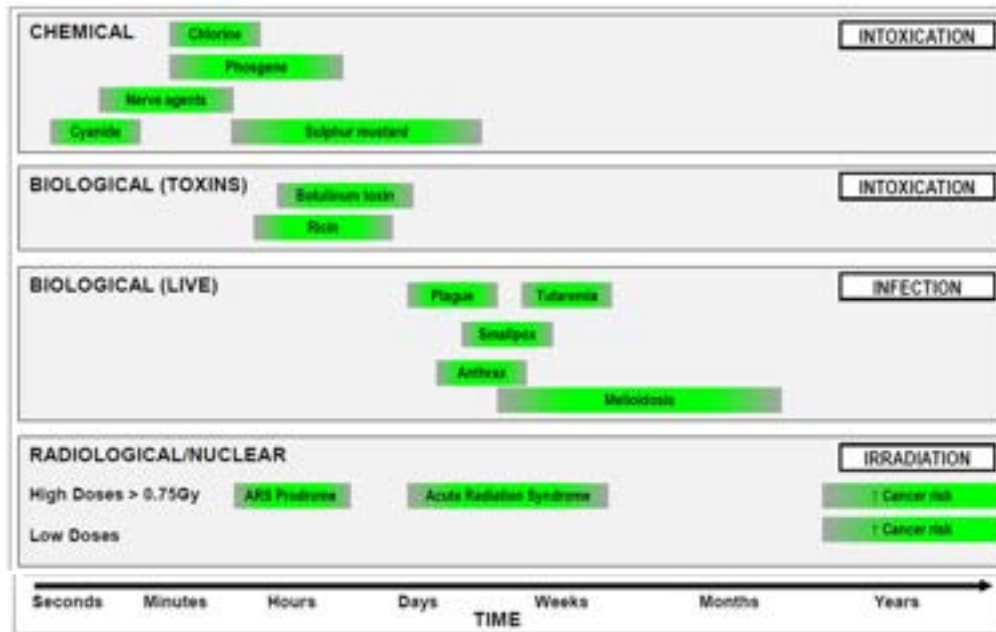 CHEMICAL
Chlorine
INTOXICATION
Phosgene
Nerve agents
Cyanide
Sulphur mustard
BIOLOGICAL (TOXINS)
INTOXICATION
Botulinum toxin
Ricin
BIOLOGICAL (LIVE)
INFECTION
Plague
Tularemia
Smallpox
Anthrax
Melioidosis
RADIOLOGICAL/NUCLEAR
IRRADIATION
High Doses > 0.75Gy
ARS Prodrome
Acute Radiation Syndrome
↑ Cancer risk
Low Doses
↑ Cancer risk
Seconds Minutes Hours Days Weeks Months Years
TIME